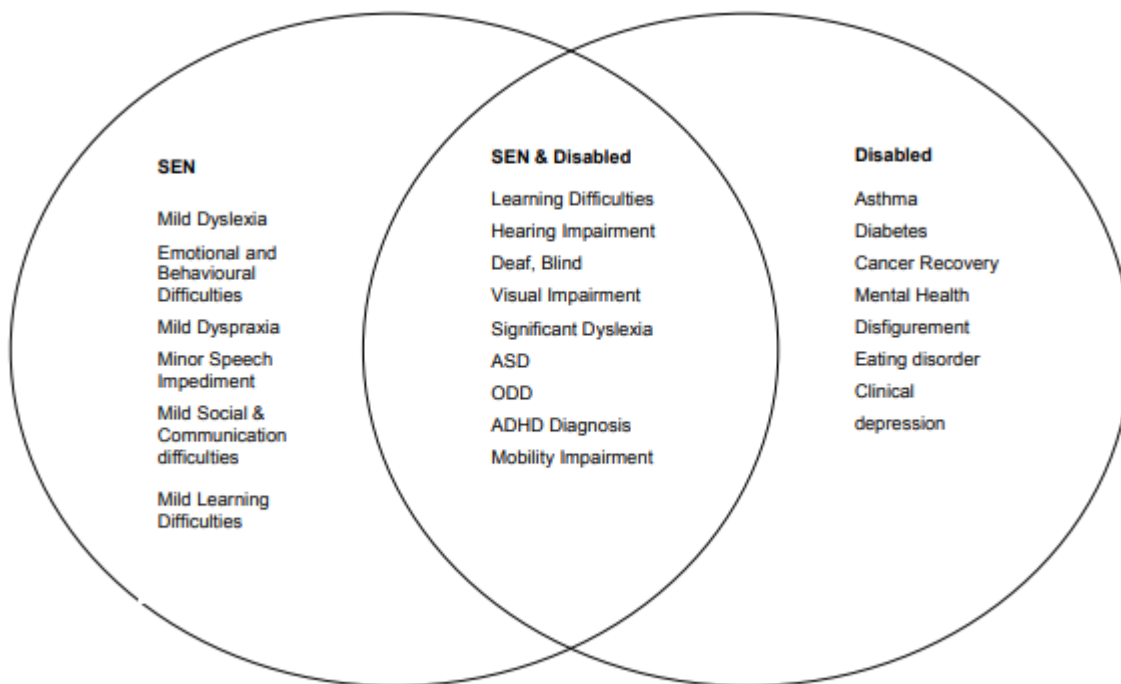 SEN
Mild Dyslexia
Emotional and
Behavioural
Difficulties
Mild Dyspraxia
Minor Speech
Impediment
Mild Social &
Communication
difficulties
Mild Learning
Difficulties
SEN & Disabled
Learning Difficulties
Hearing Impairment
Deaf, Blind
Visual Impairment
Significant Dyslexia
ASD
ODD
ADHD Diagnosis
Mobility Impairment
Disabled
Asthma
Diabetes
Cancer Recovery
Mental Health
Disfigurement
Eating disorder
Clinical
depression